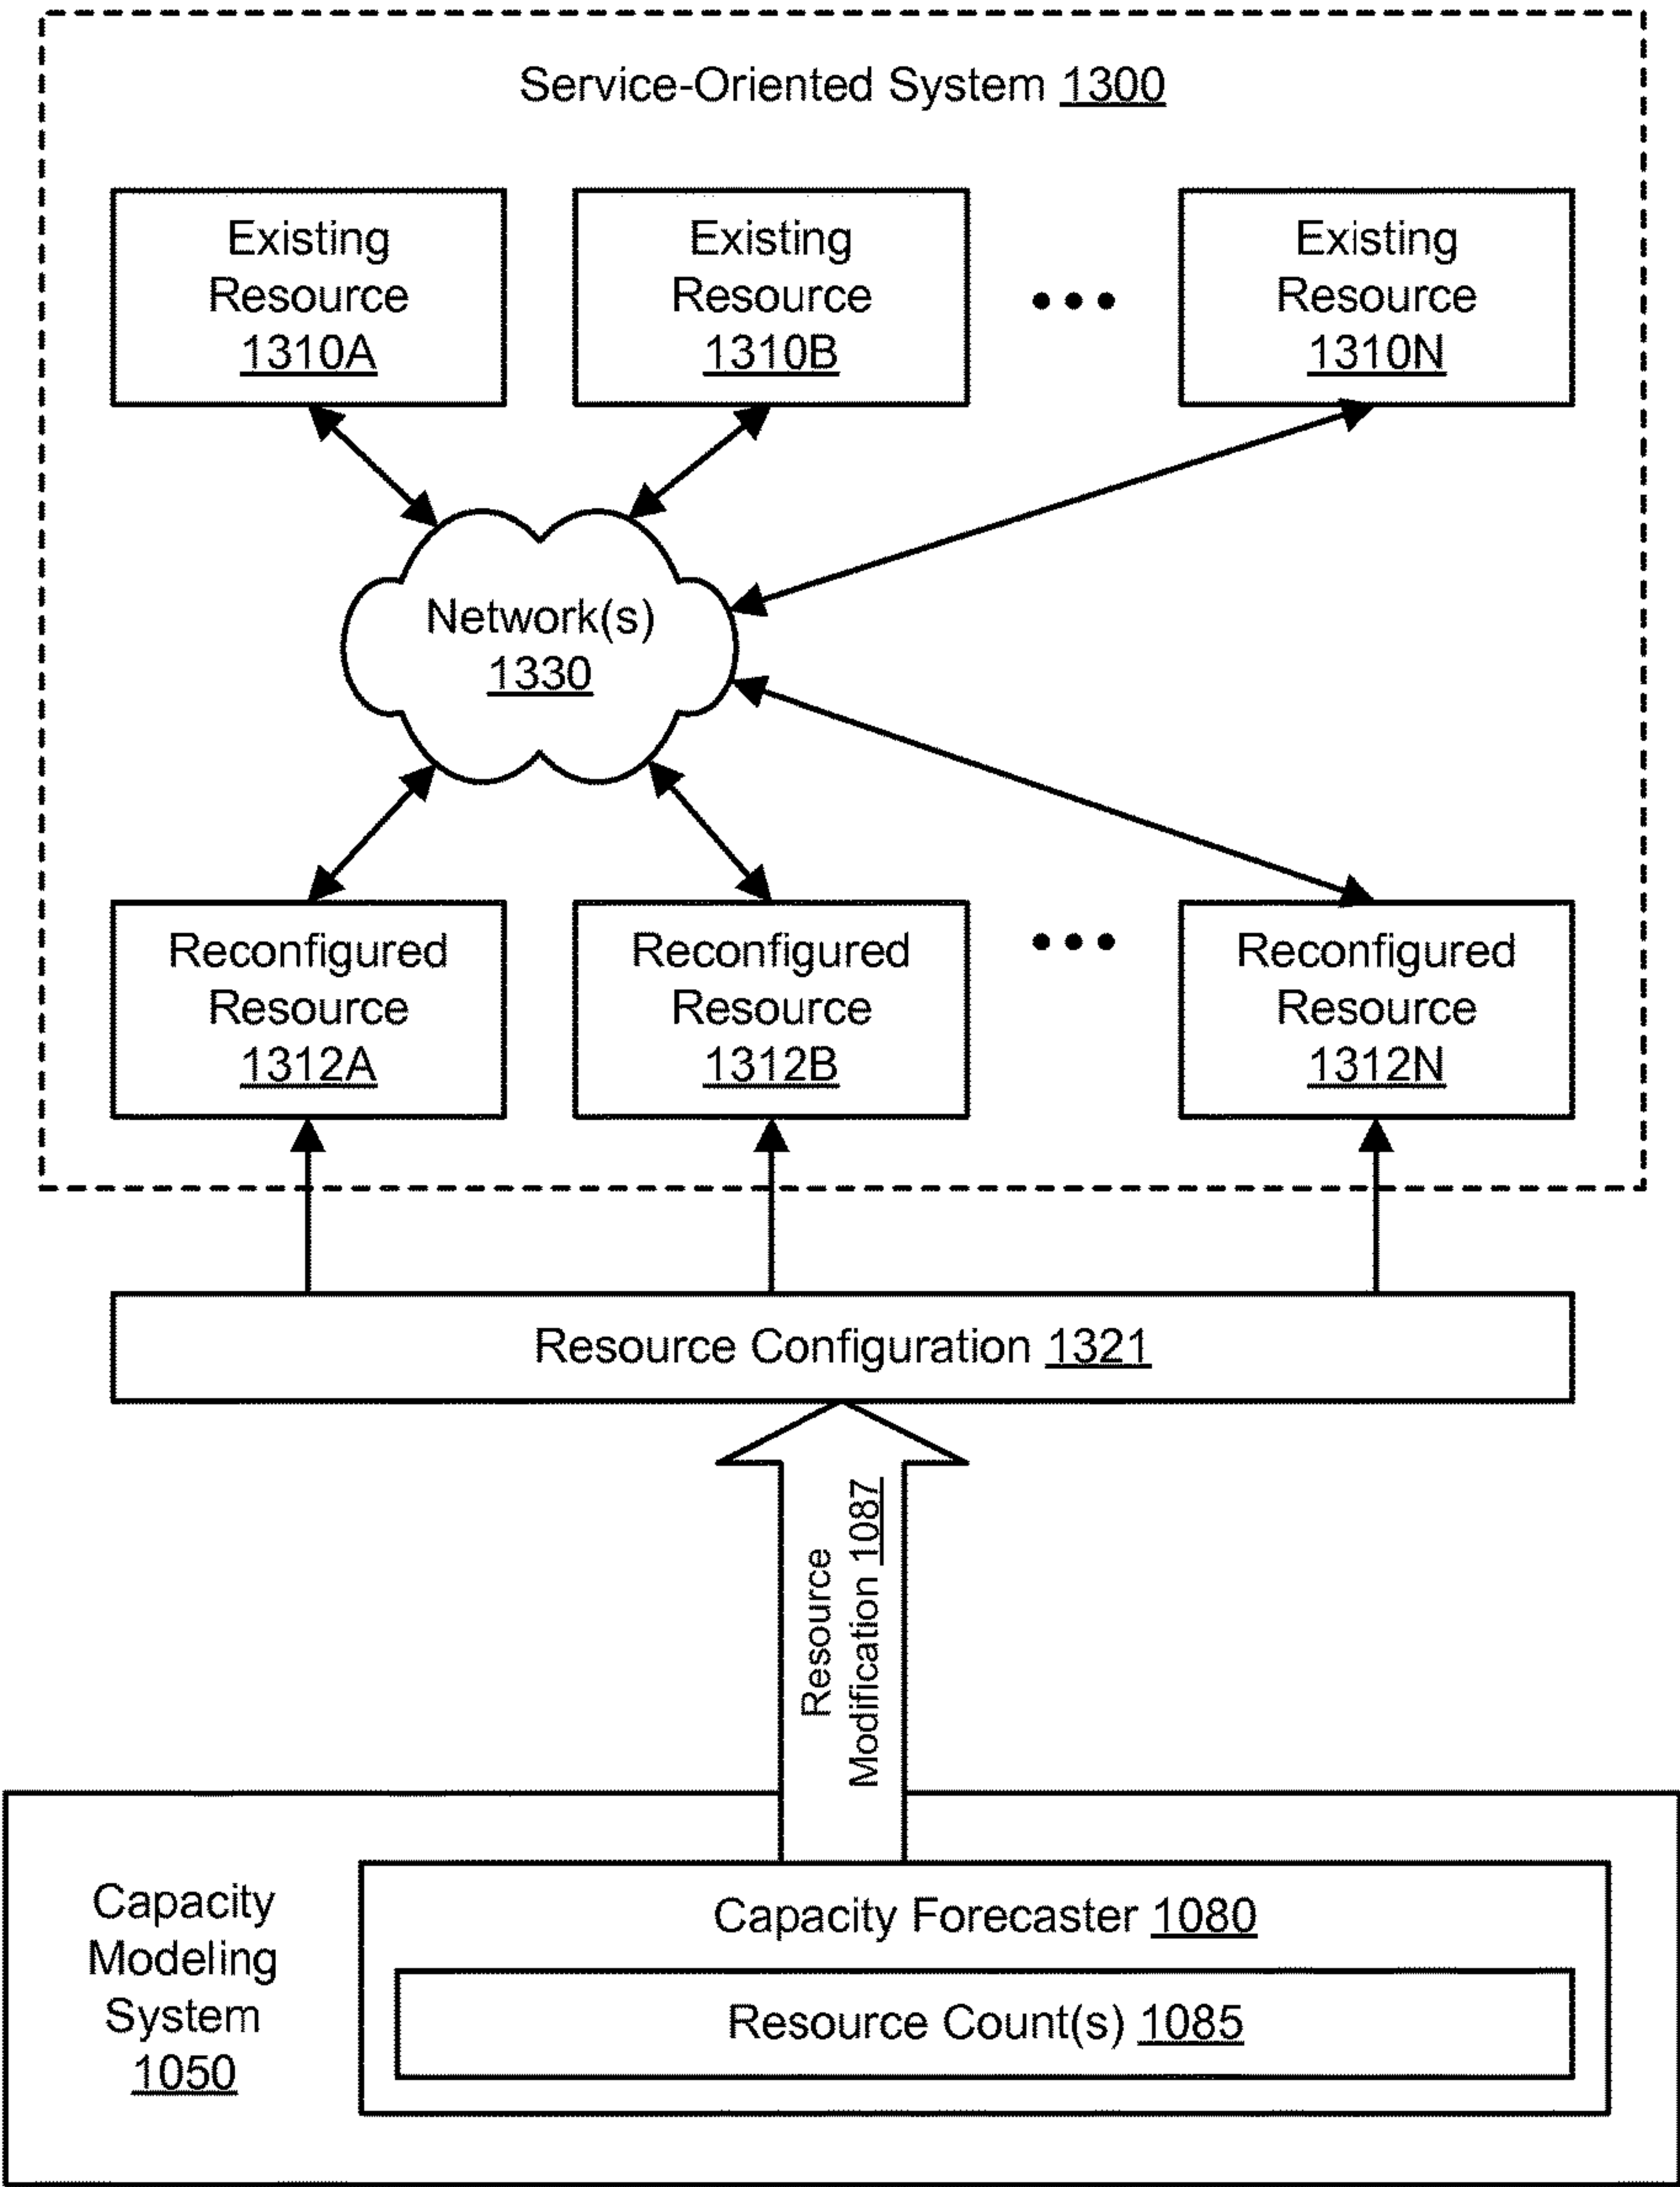 Service-Oriented System 1300
Existing
Resource
1310A
Existing
Resource
1310B
•••
Existing
Resource
1310N
Network(s)
1330
Reconfigured
Resource
1312A
Reconfigured
Resource
1312B
•••
Reconfigured
Resource
1312N
Resource Configuration 1321
Resource
Modification 1087
Capacity
Modeling
System
1050
Capacity Forecaster 1080
Resource Count(s) 1085